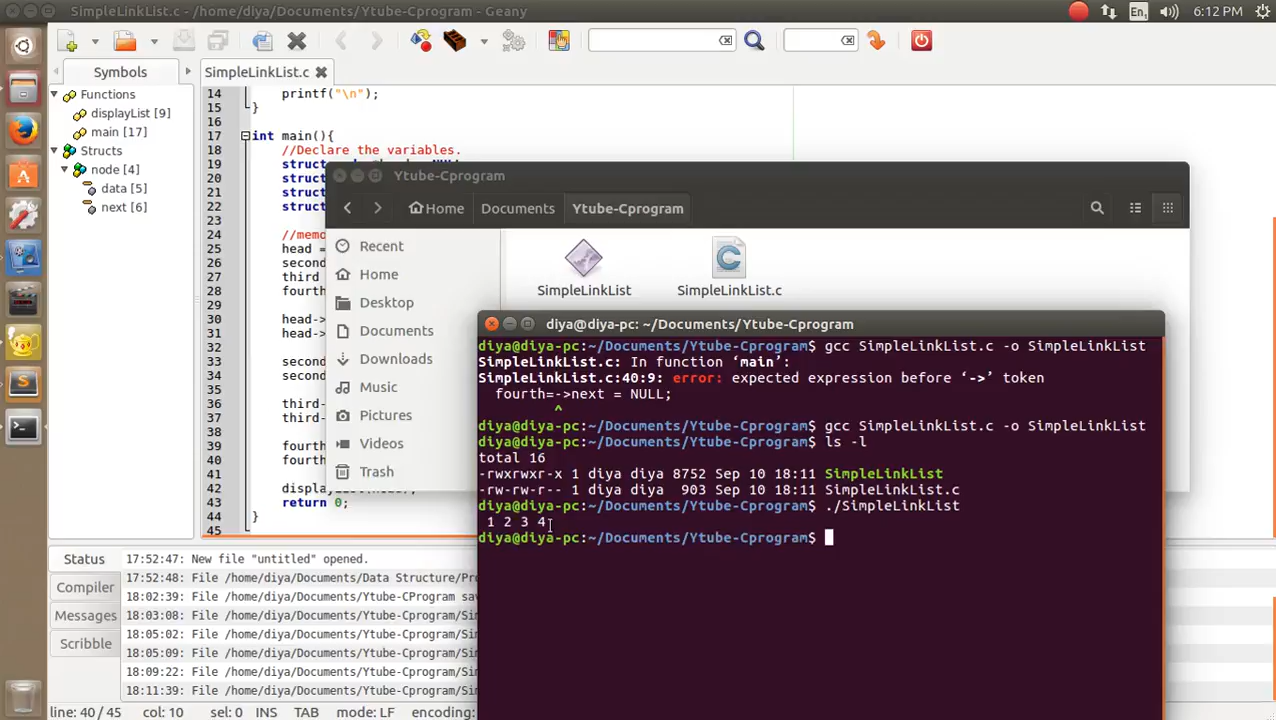 SimpleLinkList.c - /home/diya/Documents/Ytube-Cprogram - Geany
En
6:12 PM
Symbols
SimpleLinkList.c
Functions
displayList [9]
main [17]
Structs
node [4]
data [5]
next [6]
14 printf("\n");
15 }
16
17 int main(){
18 //Declare the variables.
19 struct
20 struct
21 struct
22 struct
23
24 //memo
25 head =
26 second
27 third
28 fourth
29
30 head->
31 head->
32
33 second
34 second
35
36 third-
37 third-
38
39 fourth
40 fourth
41
42
43 return 0;
44 }
45
Ytube-Cprogram
Home
Documents
Ytube-Cprogram
Recent
Home
Desktop
Documents
Downloads
Music
Pictures
Videos
Trash
SimpleLinkList
SimpleLinkList.c
diya@diya-pc: ~/Documents/Ytube-Cprogram
diya@diya-pc:~/Documents/Ytube-Cprogram$ gcc SimpleLinkList.c -o SimpleLinkList
SimpleLinkList.c: In function ‘main’:
SimpleLinkList.c:40:9: error: expected expression before ‘->’ token
fourth=->next = NULL;
^
diya@diya-pc:~/Documents/Ytube-Cprogram$ gcc SimpleLinkList.c -o SimpleLinkList
diya@diya-pc:~/Documents/Ytube-Cprogram$ ls -l
total 16
-rwxrwxr-x 1 diya diya 8752 Sep 10 18:11 SimpleLinkList
-rw-rw-r-- 1 diya diya 903 Sep 10 18:11 SimpleLinkList.c
diya@diya-pc:~/Documents/Ytube-Cprogram$ ./SimpleLinkList
1 2 3 4
diya@diya-pc:~/Documents/Ytube-Cprogram$
Status
Compiler
Messages
Scribble
17:52:47: New file "untitled" opened.
17:52:48: File /home/diya/Documents/Data Structure/Pro
18:02:39: File /home/diya/Documents/Ytube-CProgram sav
18:03:08: File /home/diya/Documents/Ytube-Cprogram/Sim
18:05:02: File /home/diya/Documents/Ytube-Cprogram/Sim
18:05:09: File /home/diya/Documents/Ytube-Cprogram/Sim
18:09:22: File /home/diya/Documents/Ytube-Cprogram/Sim
18:11:39: File /home/diya/Documents/Ytube-Cprogram/Sim
line: 40 / 45 col: 10 sel: 0 INS TAB mode: LF encoding: